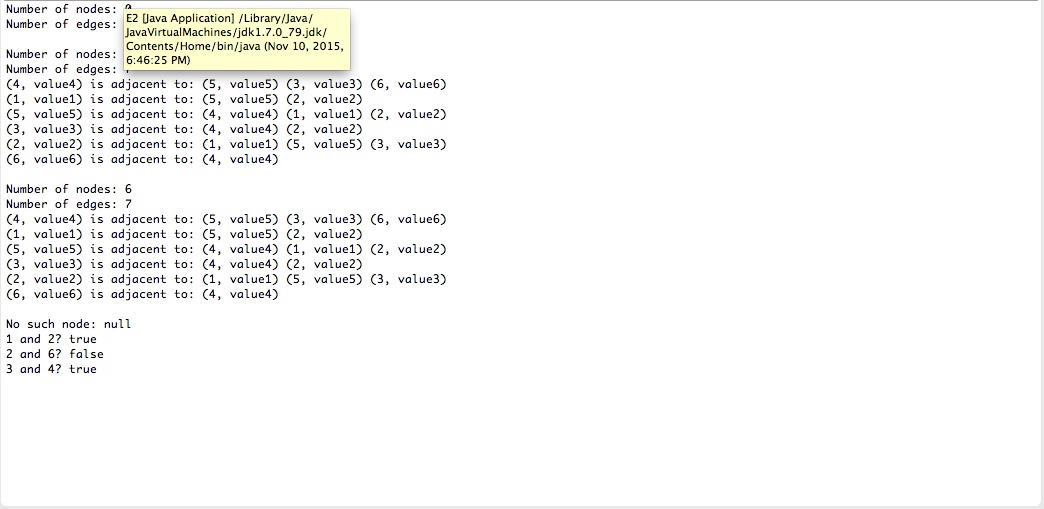 Number of nodes:
Number of edges:
E2 [Java Application] /Library/Java/
JavaVirtualMachines/jdk1.7.0_79.jdk/
Contents/Home/bin/java (Nov 10, 2015,
6:46:25 PM)
Number of nodes:
Number of edges:
(4, value4) is adjacent to: (5, value5) (3, value3) (6, value6)
(1, value1) is adjacent to: (5, value5) (2, value2)
(5, value5) is adjacent to: (4, value4) (1, value1) (2, value2)
(3, value3) is adjacent to: (4, value4) (2, value2)
(2, value2) is adjacent to: (1, value1) (5, value5) (3, value3)
(6, value6) is adjacent to: (4, value4)
Number of nodes: 6
Number of edges: 7
(4, value4) is adjacent to: (5, value5) (3, value3) (6, value6)
(1, value1) is adjacent to: (5, value5) (2, value2)
(5, value5) is adjacent to: (4, value4) (1, value1) (2, value2)
(3, value3) is adjacent to: (4, value4) (2, value2)
(2, value2) is adjacent to: (1, value1) (5, value5) (3, value3)
(6, value6) is adjacent to: (4, value4)
No such node: null
1 and 2? true
2 and 6? false
3 and 4? true